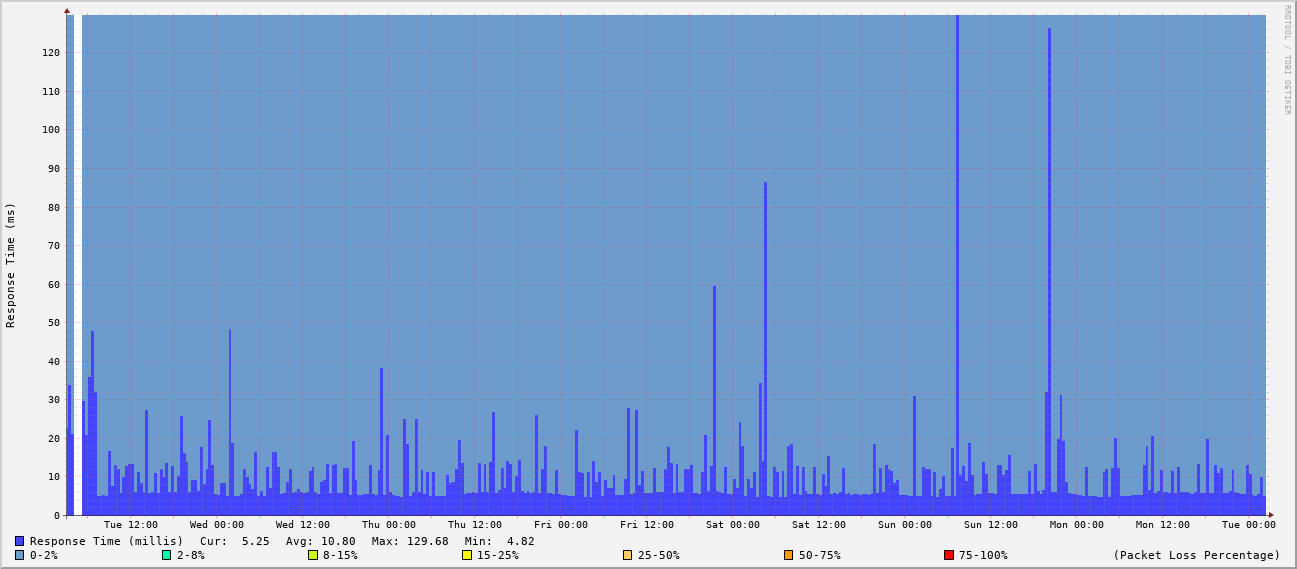 RRDTOOL / TOBI OETIKER
Response Time (ms)
120
110
100
90
80
70
60
50
40
30
20
10
0
Tue 12:00 Wed 00:00 Wed 12:00 Thu 00:00 Thu 12:00 Fri 00:00 Fri 12:00 Sat 00:00 Sat 12:00 Sun 00:00 Sun 12:00 Mon 00:00 Mon 12:00 Tue 00:00
Response Time (millis) Cur: 5.25 Avg: 10.80 Max: 129.68 Min: 4.82
0-2% 2-8% 8-15% 15-25% 25-50% 50-75% 75-100% (Packet Loss Percentage)